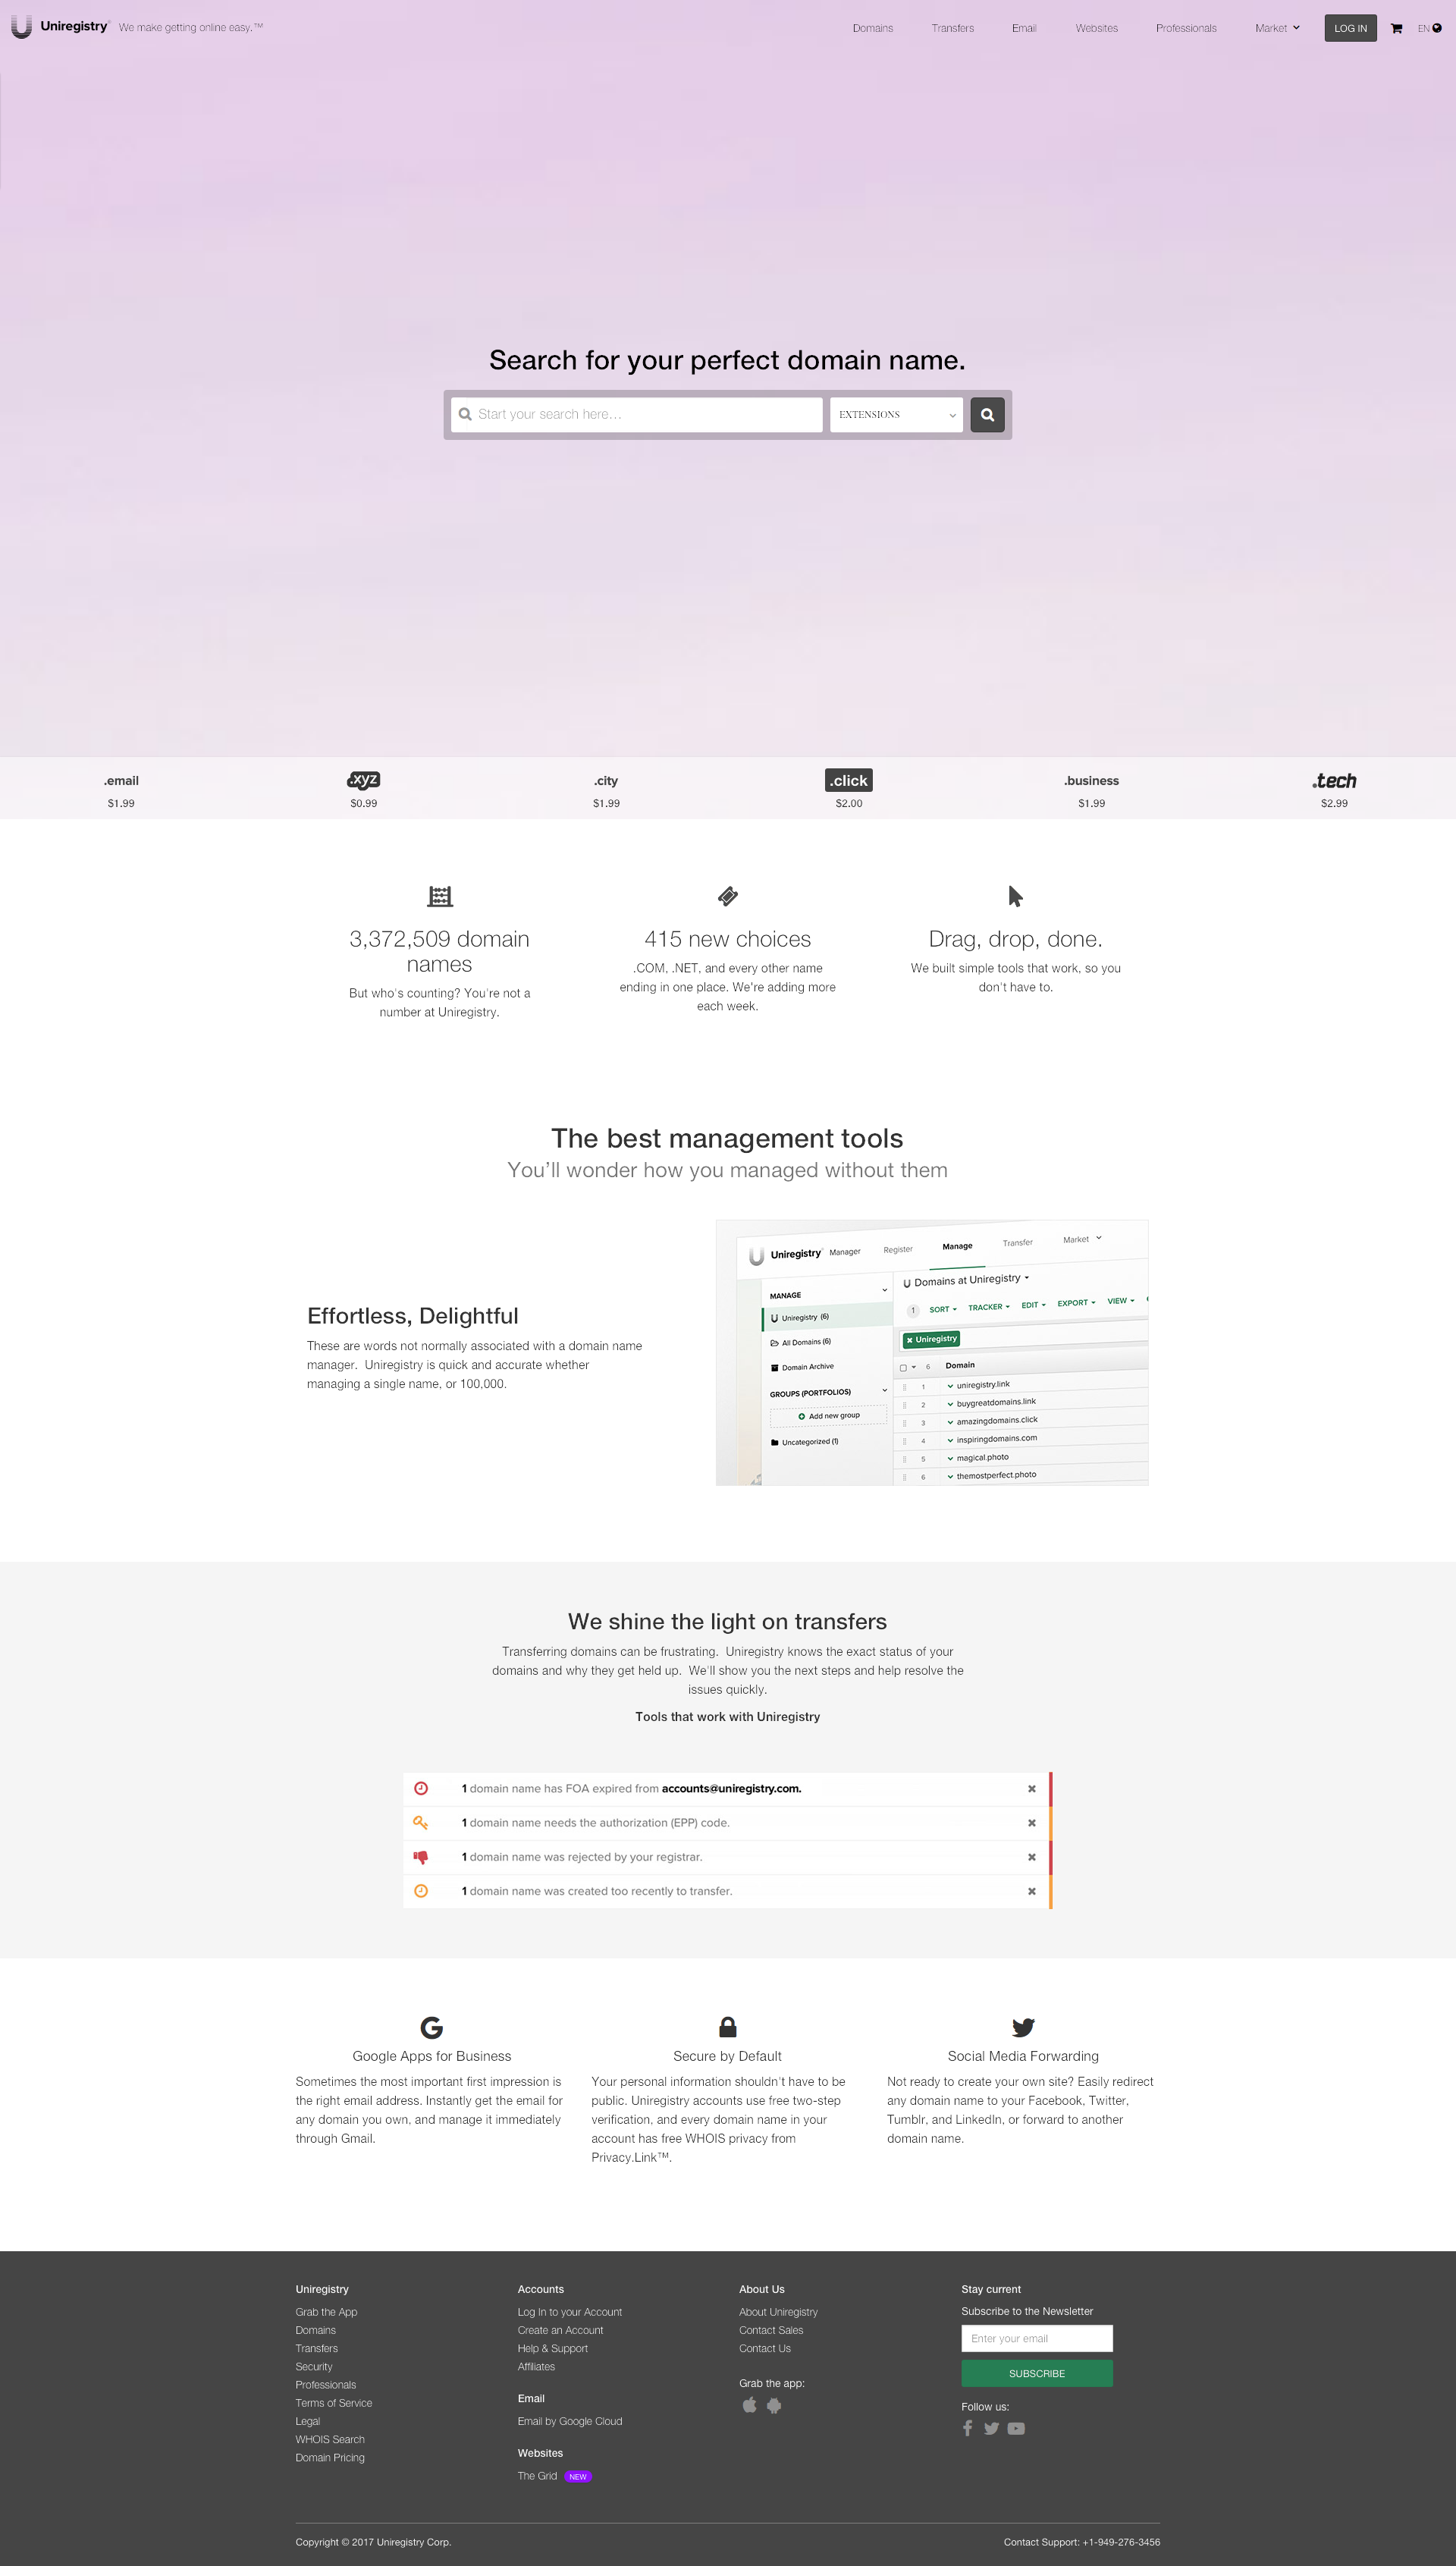 Uniregistry
We make getting online easy.™
Domains
Transfers
Email
Websites
Professionals
Market
LOG IN
EN
Search for your perfect domain name.
Start your search here...
EXTENSIONS
.email
$1.99
.xyz
$0.99
.city
$1.99
.click
$2.00
.business
$1.99
.tech
$2.99
3,372,509 domain
names
But who's counting? You're not a
number at Uniregistry.
415 new choices
.COM, .NET, and every other name
ending in one place. We're adding more
each week.
Drag, drop, done.
We built simple tools that work, so you
don't have to.
The best management tools
You'll wonder how you managed without them
Effortless, Delightful
These are words not normally associated with a domain name
manager.  Uniregistry is quick and accurate whether
managing a single name, or 100,000.
Uniregistry Manager
Register
Manage
Transfer
Market
MANAGE
Uniregistry (6)
All Domains (6)
Domain Archive
GROUPS (PORTFOLIOS)
Add new group
Uncategorized (1)
Domains at Uniregistry
1 SORT TRACKER EDIT EXPORT VIEW
Uniregistry
6 Domain
1 uniregistry.link
2 buygreatdomains.link
3 amazingdomains.click
4 inspiringdomains.com
5 magical.photo
6 themostperfect.photo
We shine the light on transfers
Transferring domains can be frustrating.  Uniregistry knows the exact status of your
domains and why they get held up.  We'll show you the next steps and help resolve the
issues quickly.
Tools that work with Uniregistry
1 domain name has FOA expired from accounts@uniregistry.com.
1 domain name needs the authorization (EPP) code.
1 domain name was rejected by your registrar.
1 domain name was created too recently to transfer.
Google Apps for Business
Sometimes the most important first impression is
the right email address. Instantly get the email for
any domain you own, and manage it immediately
through Gmail.
Secure by Default
Your personal information shouldn't have to be
public. Uniregistry accounts use free two-step
verification, and every domain name in your
account has free WHOIS privacy from
Privacy.Link™.
Social Media Forwarding
Not ready to create your own site? Easily redirect
any domain name to your Facebook, Twitter,
Tumblr, and LinkedIn, or forward to another
domain name.
Uniregistry
Grab the App
Domains
Transfers
Security
Professionals
Terms of Service
Legal
WHOIS Search
Domain Pricing
Accounts
Log In to your Account
Create an Account
Help & Support
Affiliates
Email
Email by Google Cloud
Websites
The Grid NEW
About Us
About Uniregistry
Contact Sales
Contact Us
Grab the app:
Stay current
Subscribe to the Newsletter
Enter your email
SUBSCRIBE
Follow us:
Copyright © 2017 Uniregistry Corp.
Contact Support: +1-949-276-3456